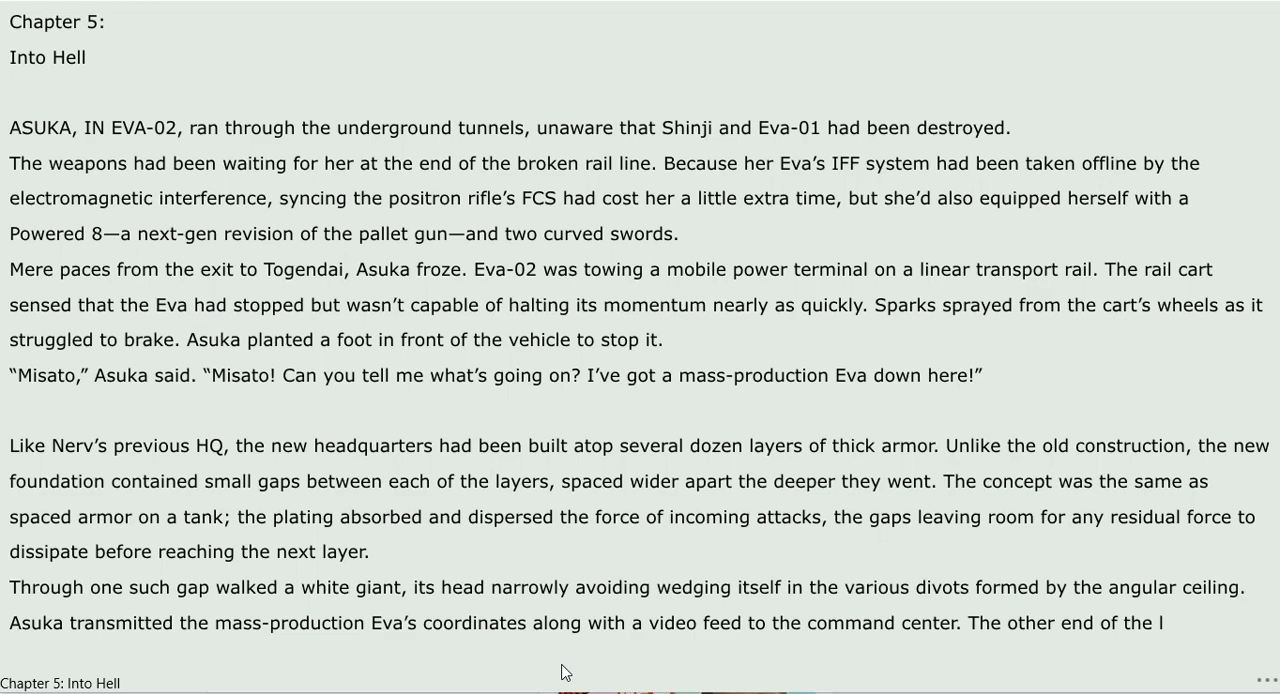 Chapter 5:
Into Hell
ASUKA, IN EVA-02, ran through the underground tunnels, unaware that Shinji and Eva-01 had been destroyed.
The weapons had been waiting for her at the end of the broken rail line. Because her Eva’s IFF system had been taken offline by the
electromagnetic interference, syncing the positron rifle’s FCS had cost her a little extra time, but she’d also equipped herself with a
Powered 8—a next-gen revision of the pallet gun—and two curved swords.
Mere paces from the exit to Togendai, Asuka froze. Eva-02 was towing a mobile power terminal on a linear transport rail. The rail cart
sensed that the Eva had stopped but wasn’t capable of halting its momentum nearly as quickly. Sparks sprayed from the cart’s wheels as it
struggled to brake. Asuka planted a foot in front of the vehicle to stop it.
“Misato,” Asuka said. “Misato! Can you tell me what’s going on? I’ve got a mass-production Eva down here!”
Like Nerv’s previous HQ, the new headquarters had been built atop several dozen layers of thick armor. Unlike the old construction, the new
foundation contained small gaps between each of the layers, spaced wider apart the deeper they went. The concept was the same as
spaced armor on a tank; the plating absorbed and dispersed the force of incoming attacks, the gaps leaving room for any residual force to
dissipate before reaching the next layer.
Through one such gap walked a white giant, its head narrowly avoiding wedging itself in the various divots formed by the angular ceiling.
Asuka transmitted the mass-production Eva’s coordinates along with a video feed to the command center. The other end of the l
Chapter 5: Into Hell